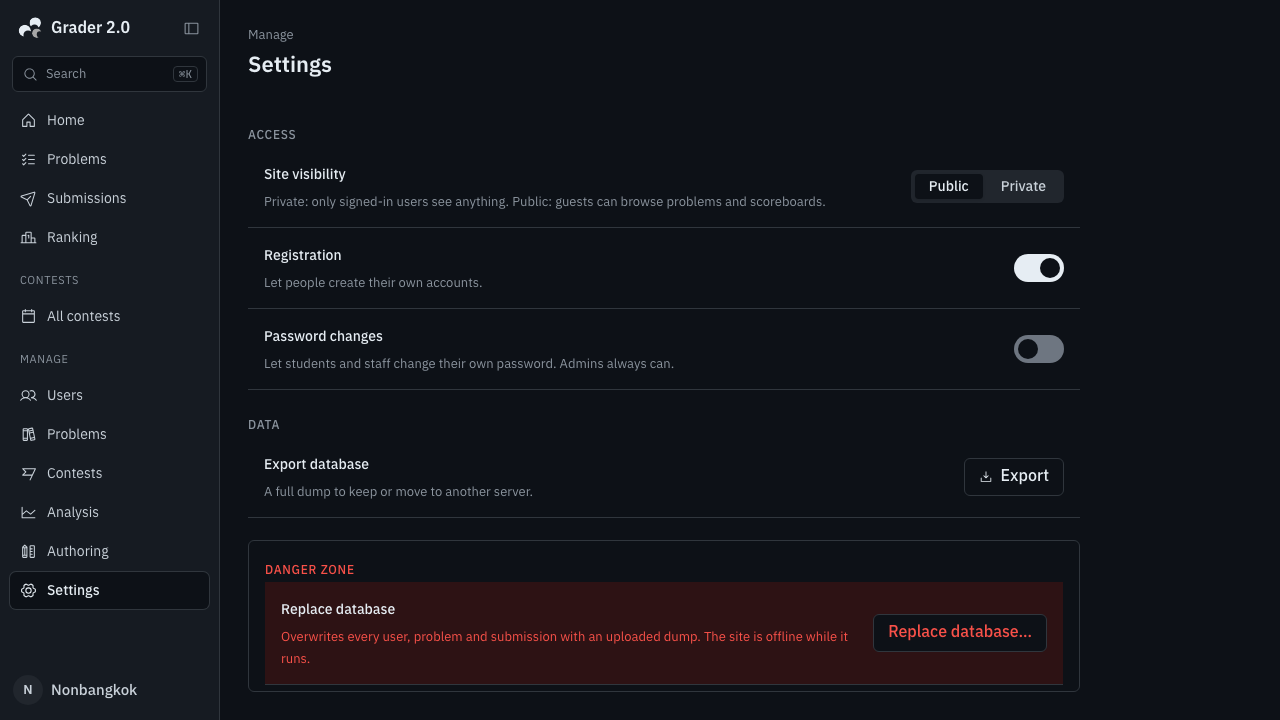 Grader 2.0
Search
⌘K
Home
Problems
Submissions
Ranking
CONTESTS
All contests
MANAGE
Users
Problems
Contests
Analysis
Authoring
Settings
N
Nonbangkok
Manage
Settings
ACCESS
Site visibility
Private: only signed-in users see anything. Public: guests can browse problems and scoreboards.
Public
Private
Registration
Let people create their own accounts.
Password changes
Let students and staff change their own password. Admins always can.
DATA
Export database
A full dump to keep or move to another server.
Export
DANGER ZONE
Replace database
Overwrites every user, problem and submission with an uploaded dump. The site is offline while it
runs.
Replace database...